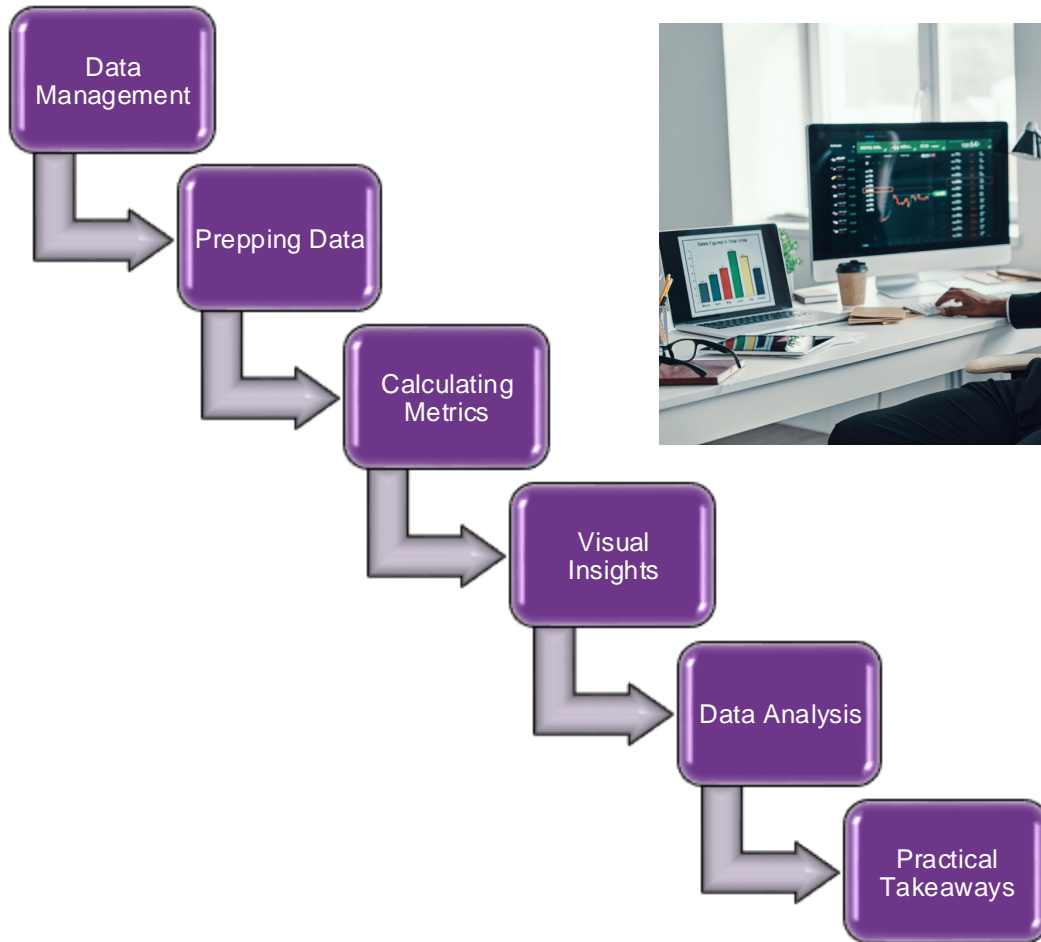 Data
Management
Prepping Data
Calculating
Metrics
Visual
Insights
Data Analysis
Practical
Takeaways